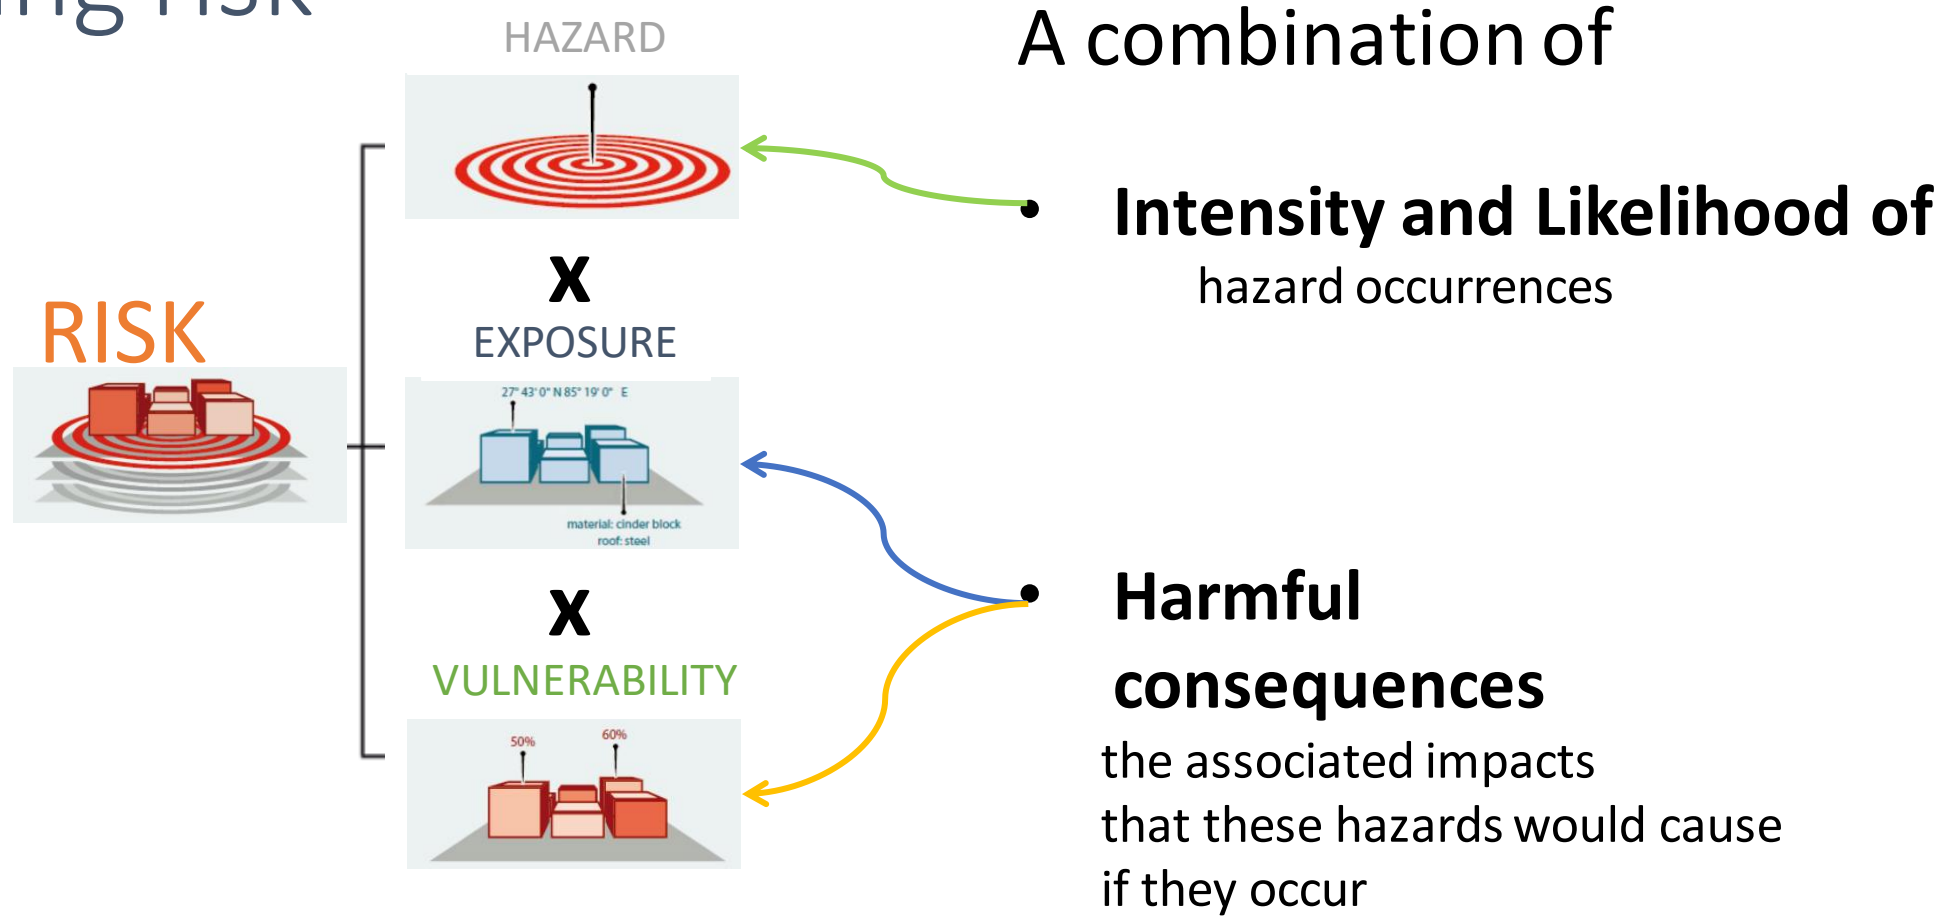 risk
HAZARD
X
EXPOSURE
27° 43' 0" N 85° 19' 0" E
material: cinder block
roof: steel
X
VULNERABILITY
50%
60%
RISK
A combination of
• Intensity and Likelihood of
hazard occurrences
• Harmful
consequences
the associated impacts
that these hazards would cause
if they occur